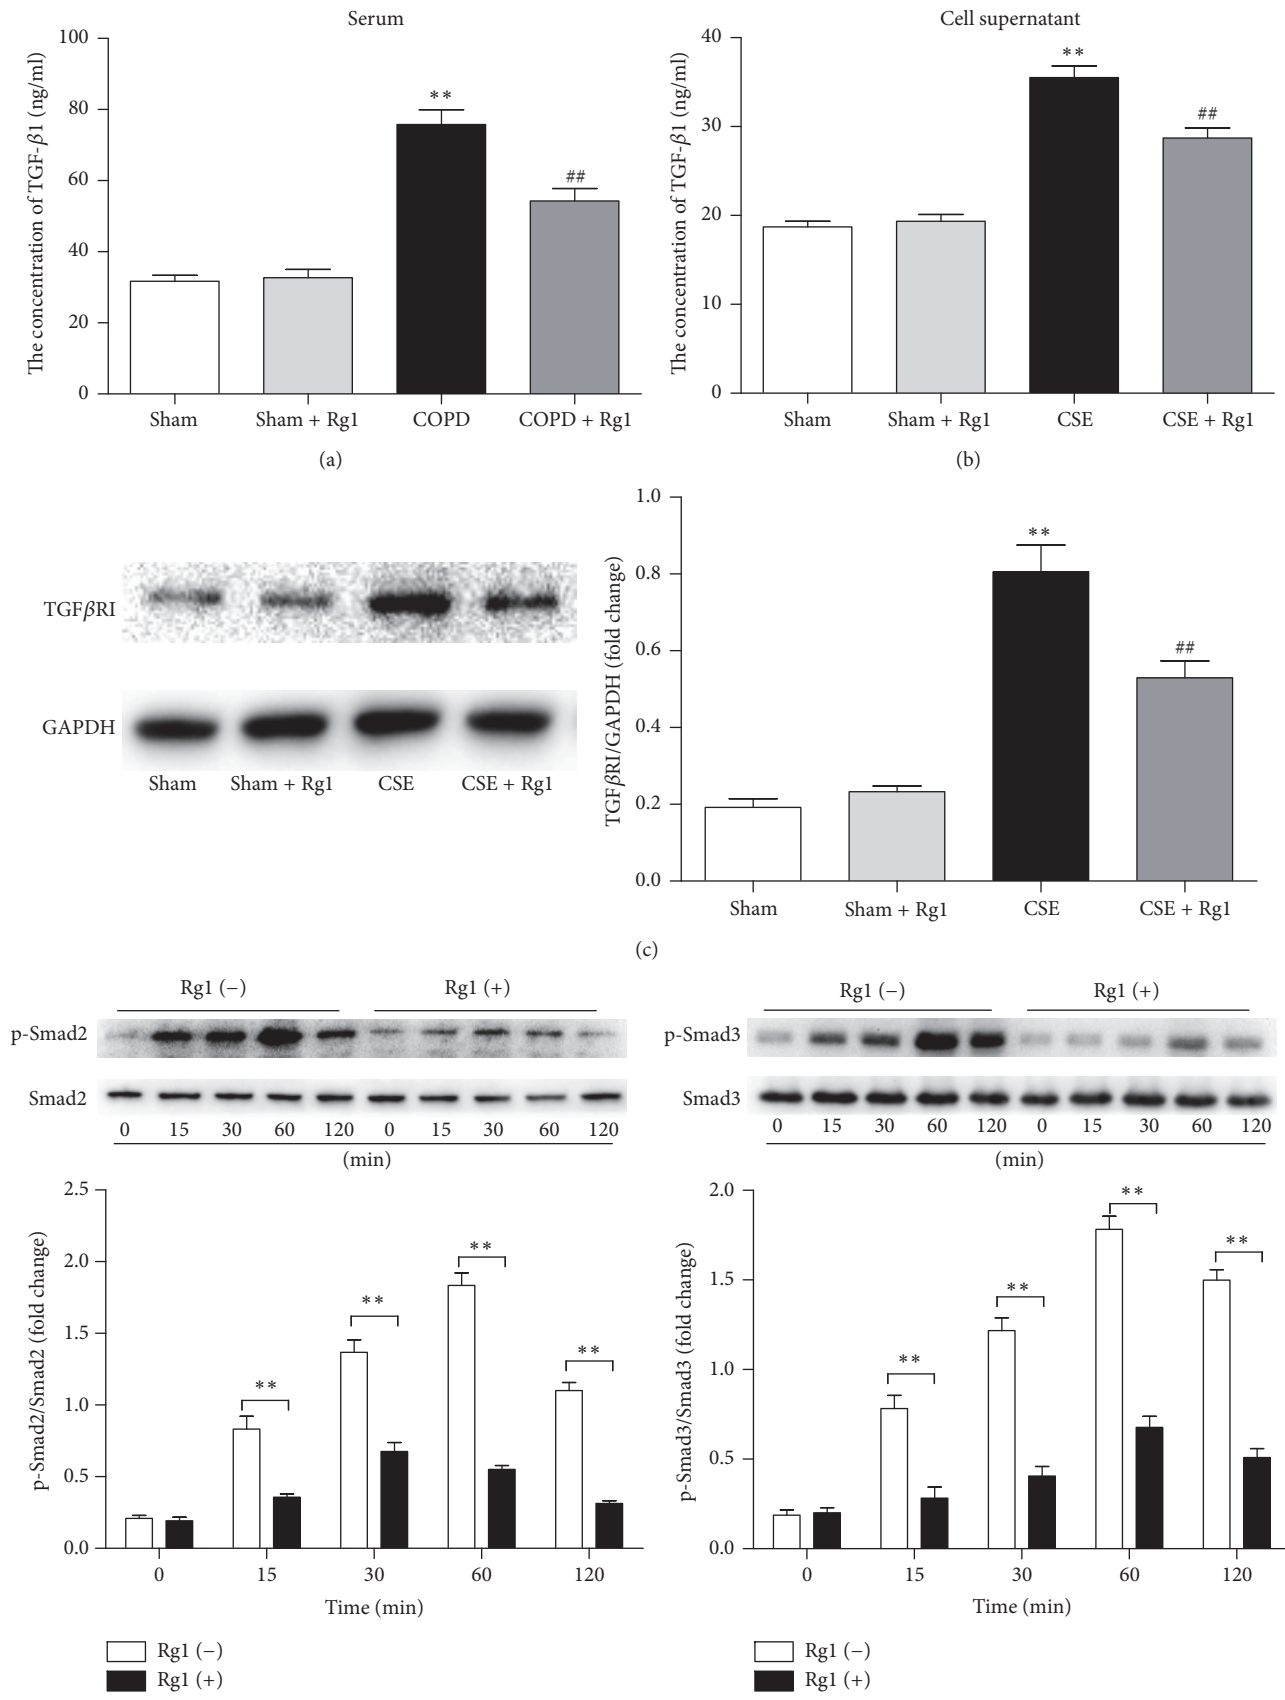 Serum
The concentration of TGF-β1 (ng/ml)
100
80
60
40
20
0
**
##
Sham Sham + Rg1 COPD COPD + Rg1
(a)
Cell supernatant
The concentration of TGF-β1 (ng/ml)
40
30
20
10
0
**
##
Sham Sham + Rg1 CSE CSE + Rg1
(b)
TGFβRI
GAPDH
Sham Sham + Rg1 CSE CSE + Rg1
TGFβRI/GAPDH (fold change)
1.0
0.8
0.6
0.4
0.2
0.0
**
##
Sham Sham + Rg1 CSE CSE + Rg1
(c)
Rg1 (−) Rg1 (+)
p-Smad2
Smad2
0 15 30 60 120 0 15 30 60 120
(min)
p-Smad2/Smad2 (fold change)
2.5
2.0
1.5
1.0
0.5
0.0
** ** ** **
0 15 30 60 120
Time (min)
Rg1 (−)
Rg1 (+)
Rg1 (−) Rg1 (+)
p-Smad3
Smad3
0 15 30 60 120 0 15 30 60 120
(min)
p-Smad3/Smad3 (fold change)
2.0
1.5
1.0
0.5
0.0
** ** ** **
0 15 30 60 120
Time (min)
Rg1 (−)
Rg1 (+)